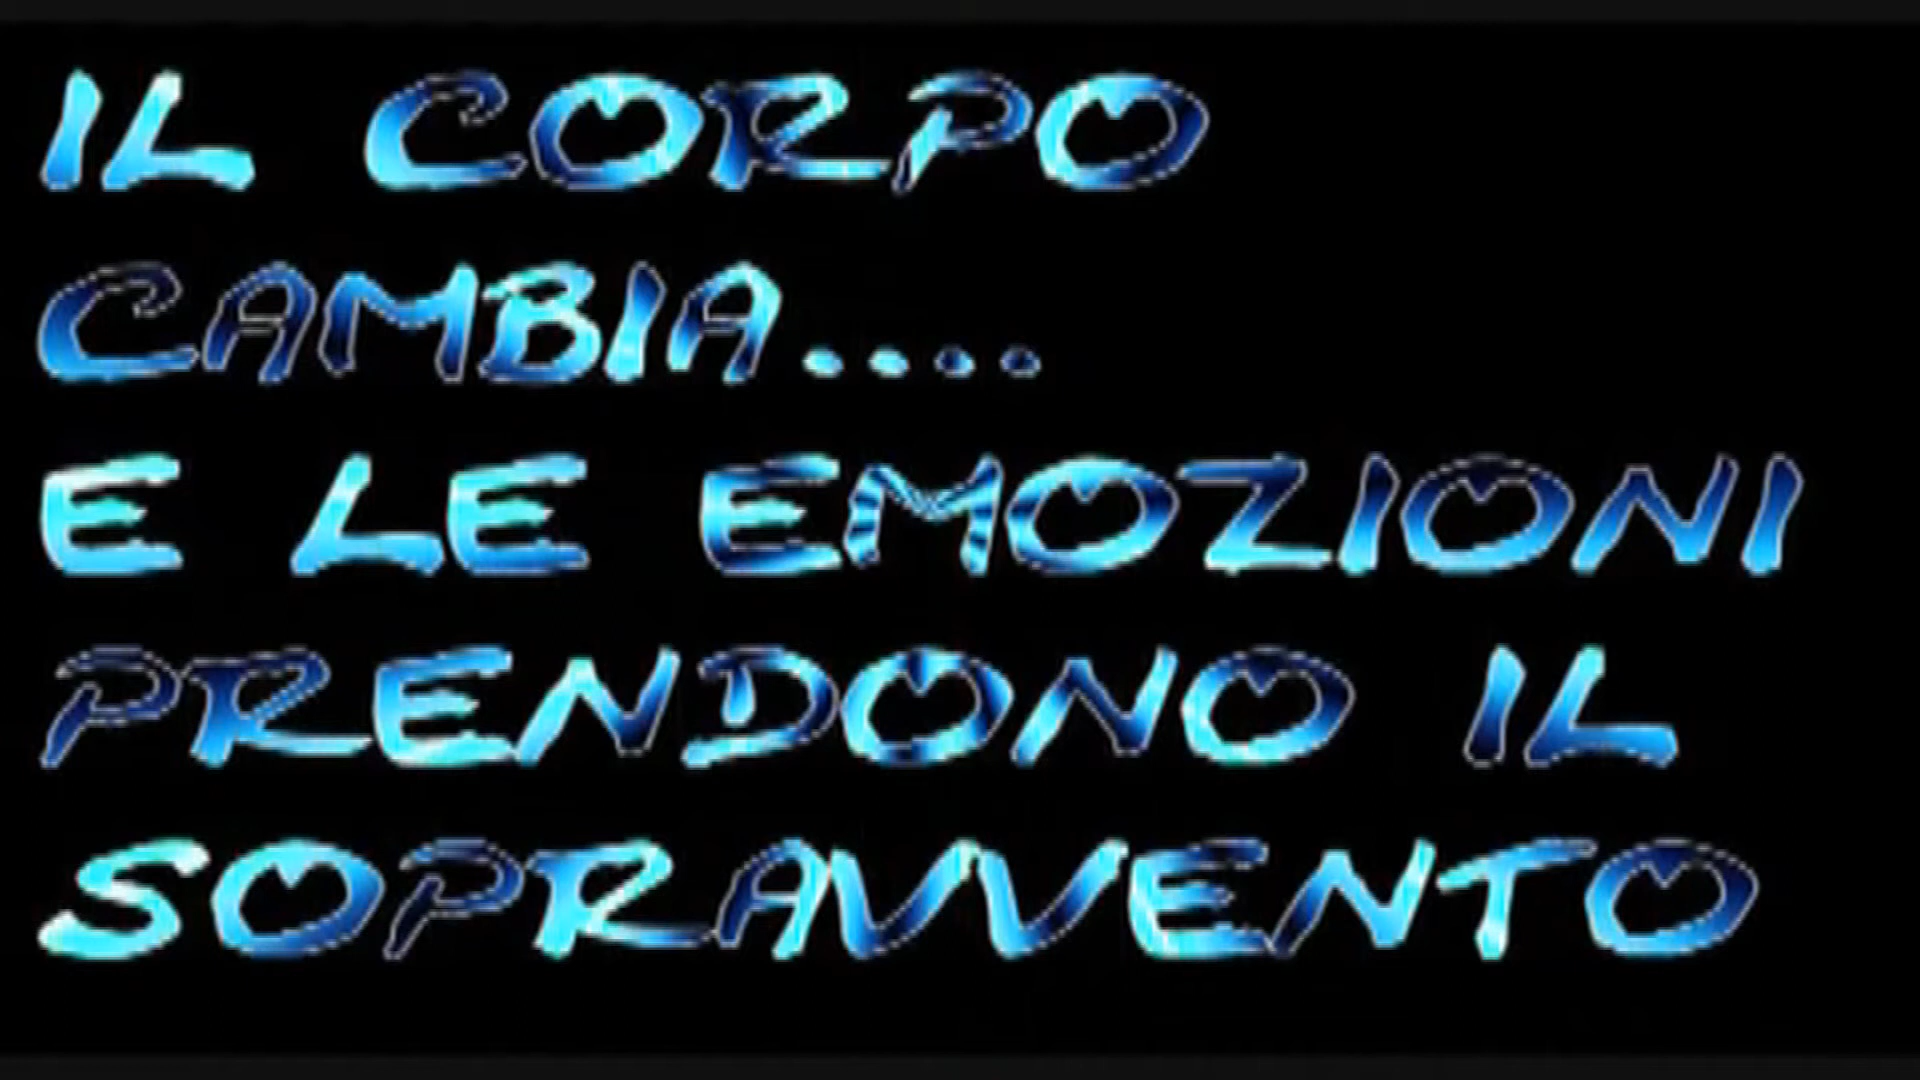 IL CORPO
CAMBIA....
E LE EMOZIONI
PRENDONO IL
SOPRAVVENTO